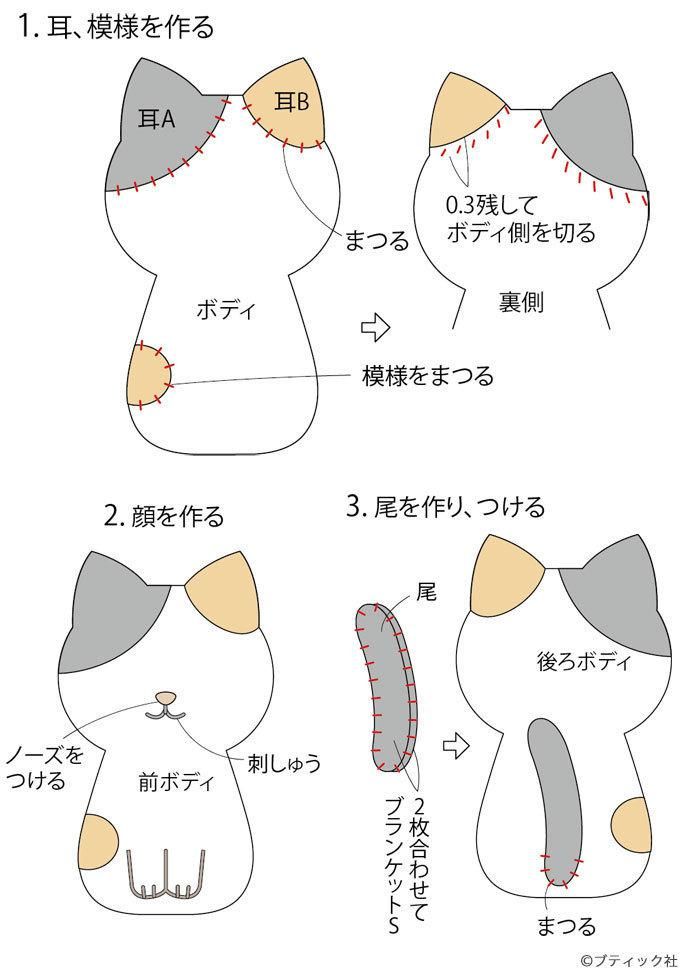 1. 耳、模様を作る
耳A
耳B
まつる
ボディ
模様をまつる
0.3残して
ボディ側を切る
裏側
2. 顔を作る
ノーズを
つける
刺しゅう
前ボディ
3. 尾を作り、つける
尾
2枚合わせて
ブランケットS
後ろボディ
まつる
©ブティック社